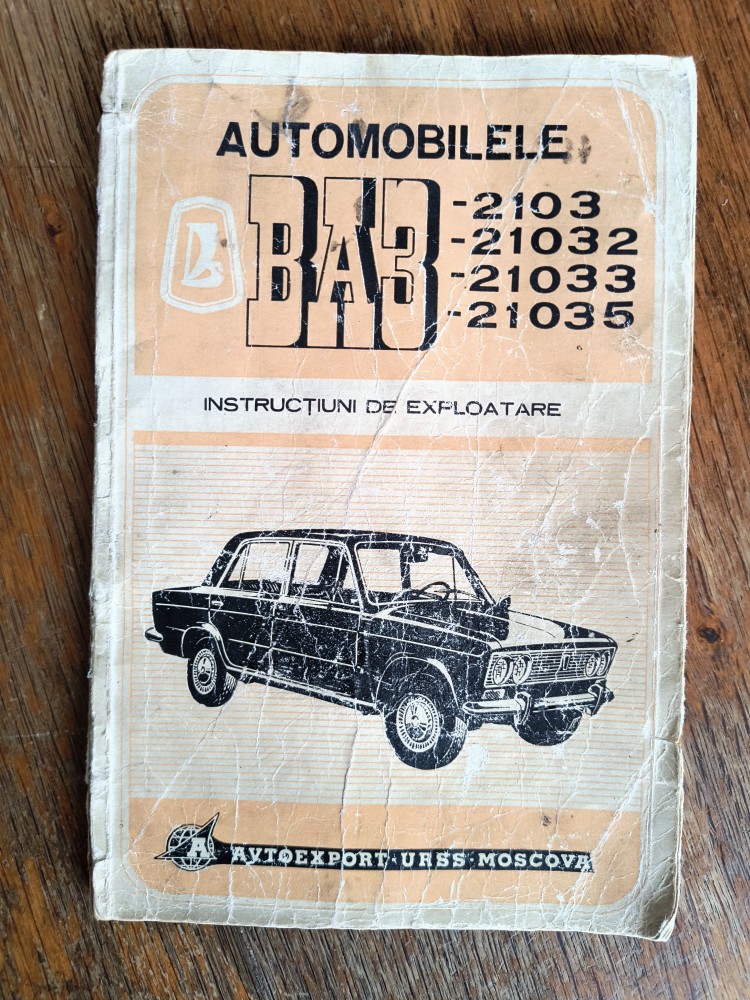 AUTOMOBILELE
ВАЗ -2103
-21032
-21033
-21035
INSTRUCȚIUNI DE EXPLOATARE
A AVTOEXPORT·URSS·MOSCOVA